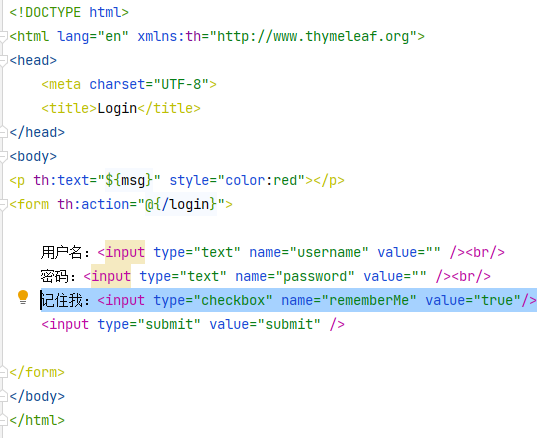 <!DOCTYPE html>
<html lang="en" xmlns:th="http://www.thymeleaf.org">
<head>
    <meta charset="UTF-8">
    <title>Login</title>
</head>
<body>
<p th:text="${msg}" style="color:red"></p>
<form th:action="@{/login}">

    用户名：<input type="text" name="username" value="" /><br/>
    密码：<input type="text" name="password" value="" /><br/>
    记住我：<input type="checkbox" name="rememberMe" value="true"/>
    <input type="submit" value="submit" />

</form>
</body>
</html>